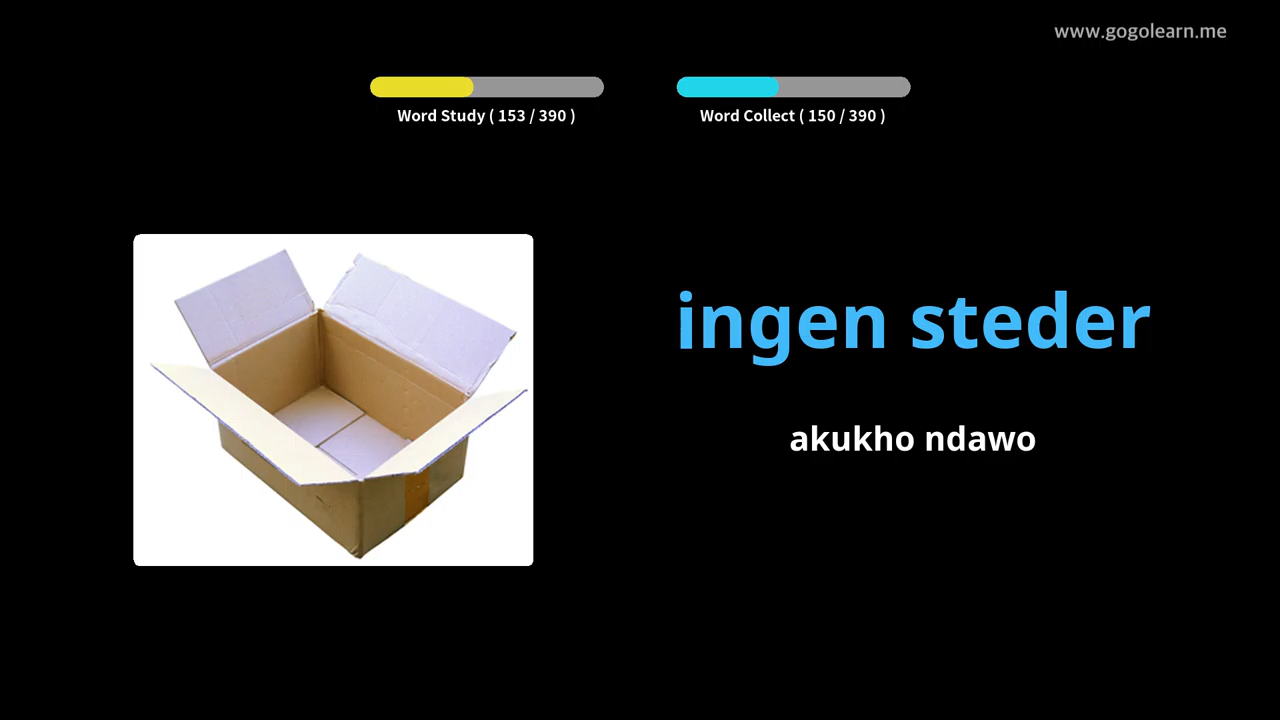 www.gogolearn.me
Word Study ( 153 / 390 )
Word Collect ( 150 / 390 )
ingen steder
akukho ndawo